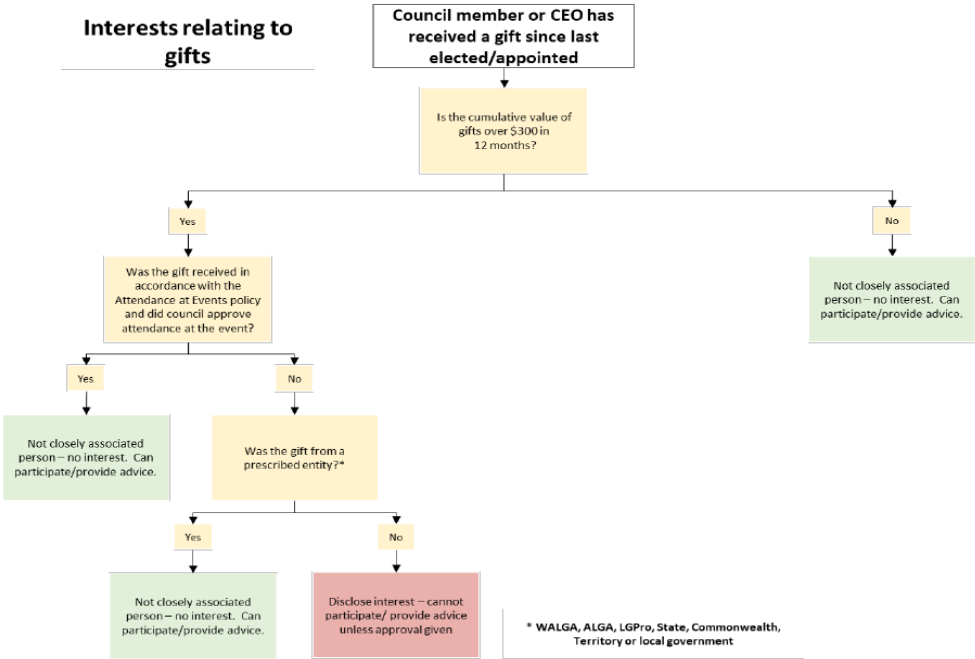 Interests relating to
gifts
Council member or CEO has
received a gift since last
elected/appointed
Is the cumulative value of
gifts over $300 in
12 months?
Yes
No
Was the gift received in
accordance with the
Attendance at Events policy
and did council approve
attendance at the event?
Not closely associated
person – no interest. Can
participate/provide advice.
Yes
No
Not closely associated
person – no interest. Can
participate/provide advice.
Was the gift from a
prescribed entity?*
Yes
No
Not closely associated
person – no interest. Can
participate/provide advice.
Disclose interest – cannot
participate/ provide advice
unless approval given
* WALGA, ALGA, LGPro, State, Commonwealth,
Territory or local government